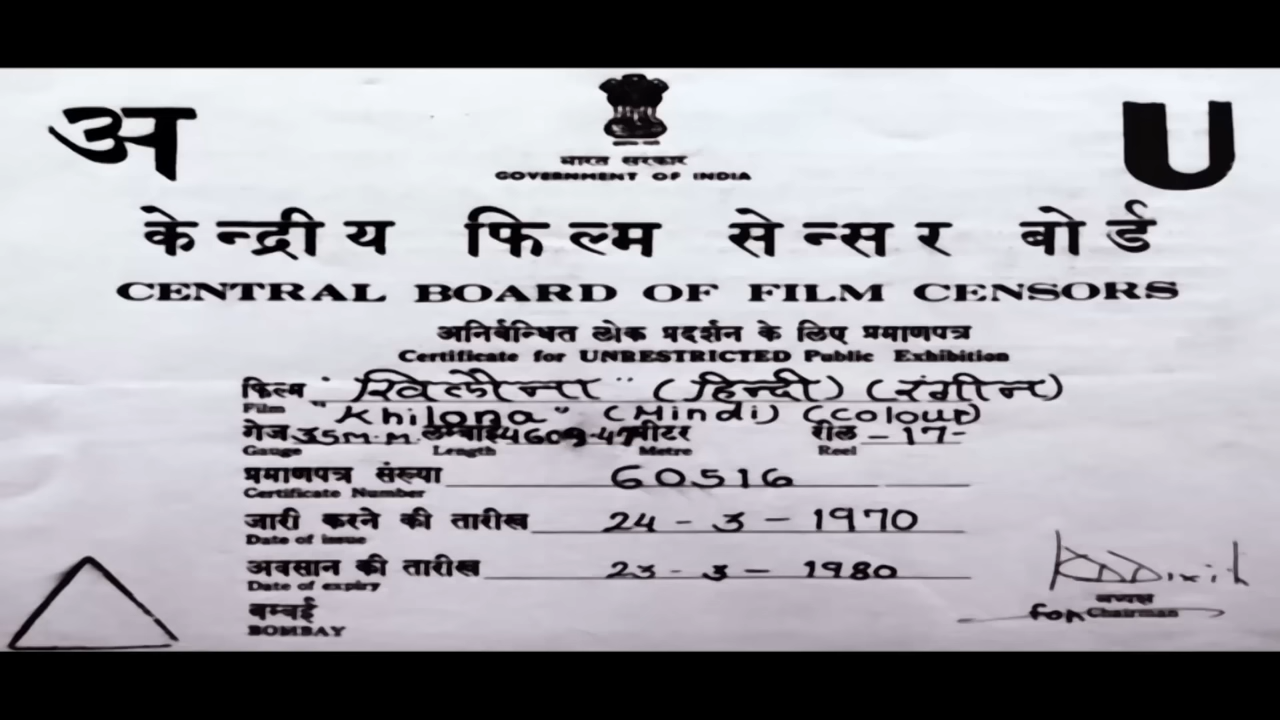 अ
U
भारत सरकार
GOVERNMENT OF INDIA
केन्द्रीय फिल्म सेन्सर बोर्ड
CENTRAL BOARD OF FILM CENSORS
अनिर्बन्धित लोक प्रदर्शन के लिए प्रमाणपत्र
Certificate for UNRESTRICTED Public Exhibition
फिल्म " खिलौना " (हिन्दी) (रंगीन)
Film "Khilona" (Hindi) (Colour)
गेज 35M.M. लम्बाई मीटर रील -17-
Gauge Length Metre Reel
प्रमाणपत्र संख्या 60516
Certificate Number
जारी करने की तारीख 24 - 3 - 1970
Date of issue
अवसान की तारीख 23 - 3 - 1980
Date of expiry
बम्बई
BOMBAY
अध्यक्ष
for Chairman